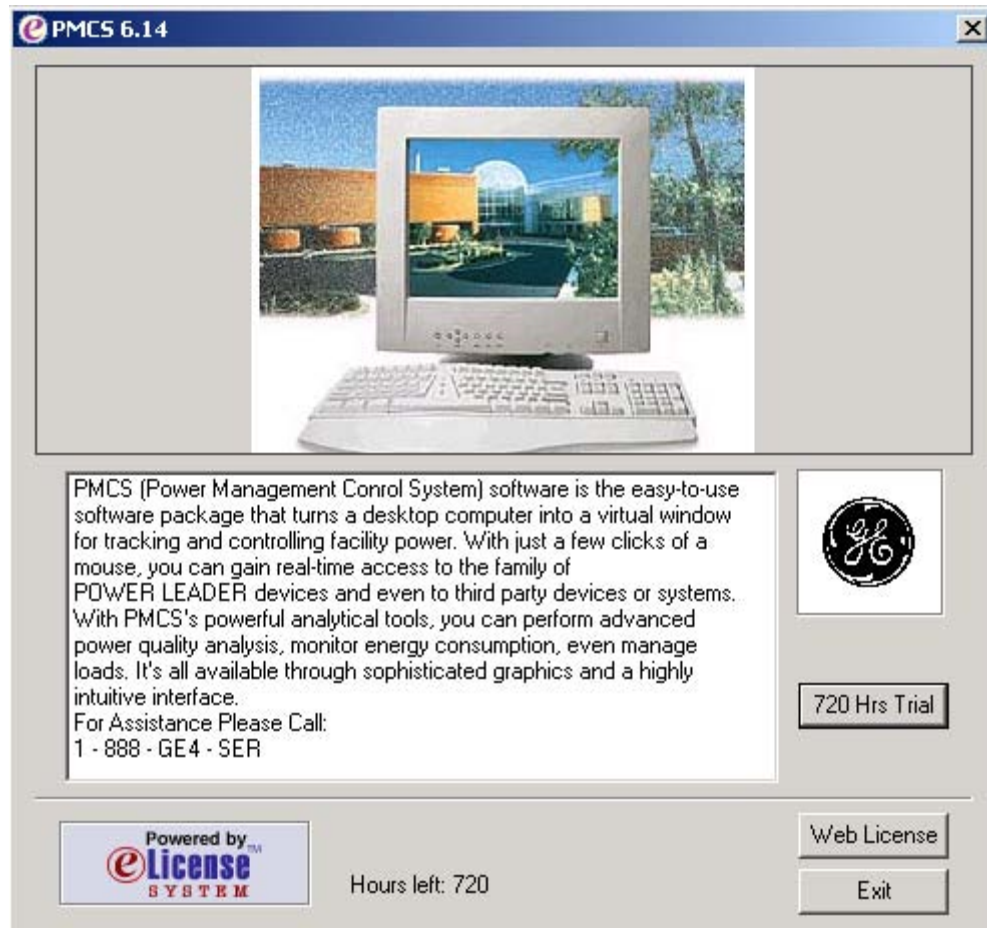 PMCS 6.14
PMCS (Power Management Conrol System) software is the easy-to-use
software package that turns a desktop computer into a virtual window
for tracking and controlling facility power. With just a few clicks of a
mouse, you can gain real-time access to the family of
POWER LEADER devices and even to third party devices or systems.
With PMCS's powerful analytical tools, you can perform advanced
power quality analysis, monitor energy consumption, even manage
loads. It's all available through sophisticated graphics and a highly
intuitive interface.
For Assistance Please Call:
1 - 888 - GE4 - SER
GE
720 Hrs Trial
Powered by
eLicense™
SYSTEM
Hours left: 720
Web License
Exit